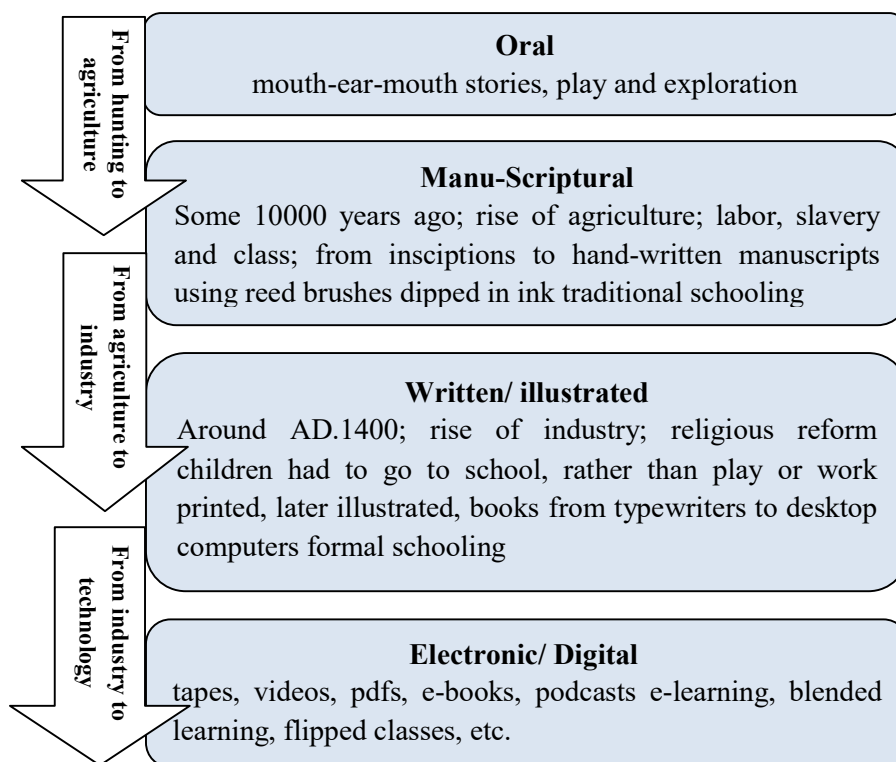 From hunting to
agriculture
Oral
mouth-ear-mouth stories, play and exploration
Manu-Scriptural
Some 10000 years ago; rise of agriculture; labor, slavery
and class; from insciptions to hand-written manuscripts
using reed brushes dipped in ink traditional schooling
From agriculture to
industry
Written/ illustrated
Around AD.1400; rise of industry; religious reform
children had to go to school, rather than play or work
printed, later illustrated, books from typewriters to desktop
computers formal schooling
From industry to
technology
Electronic/ Digital
tapes, videos, pdfs, e-books, podcasts e-learning, blended
learning, flipped classes, etc.